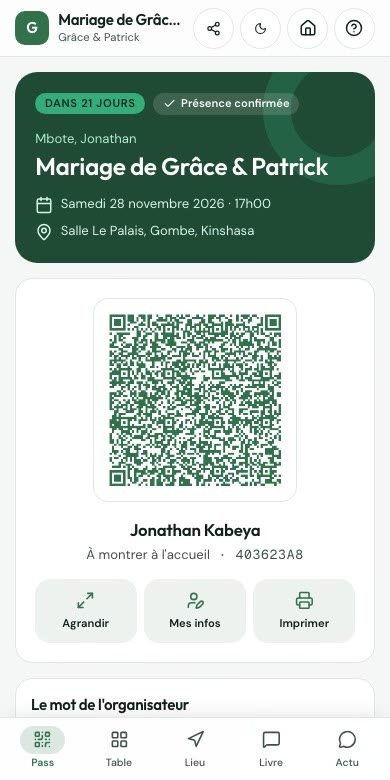 G
Mariage de Grâc...
Grâce & Patrick
DANS 21 JOURS
Présence confirmée
Mbote, Jonathan
Mariage de Grâce & Patrick
Samedi 28 novembre 2026 · 17h00
Salle Le Palais, Gombe, Kinshasa
Jonathan Kabeya
À montrer à l'accueil · 403623A8
Agrandir
Mes infos
Imprimer
Le mot de l'organisateur
Pass
Table
Lieu
Livre
Actu